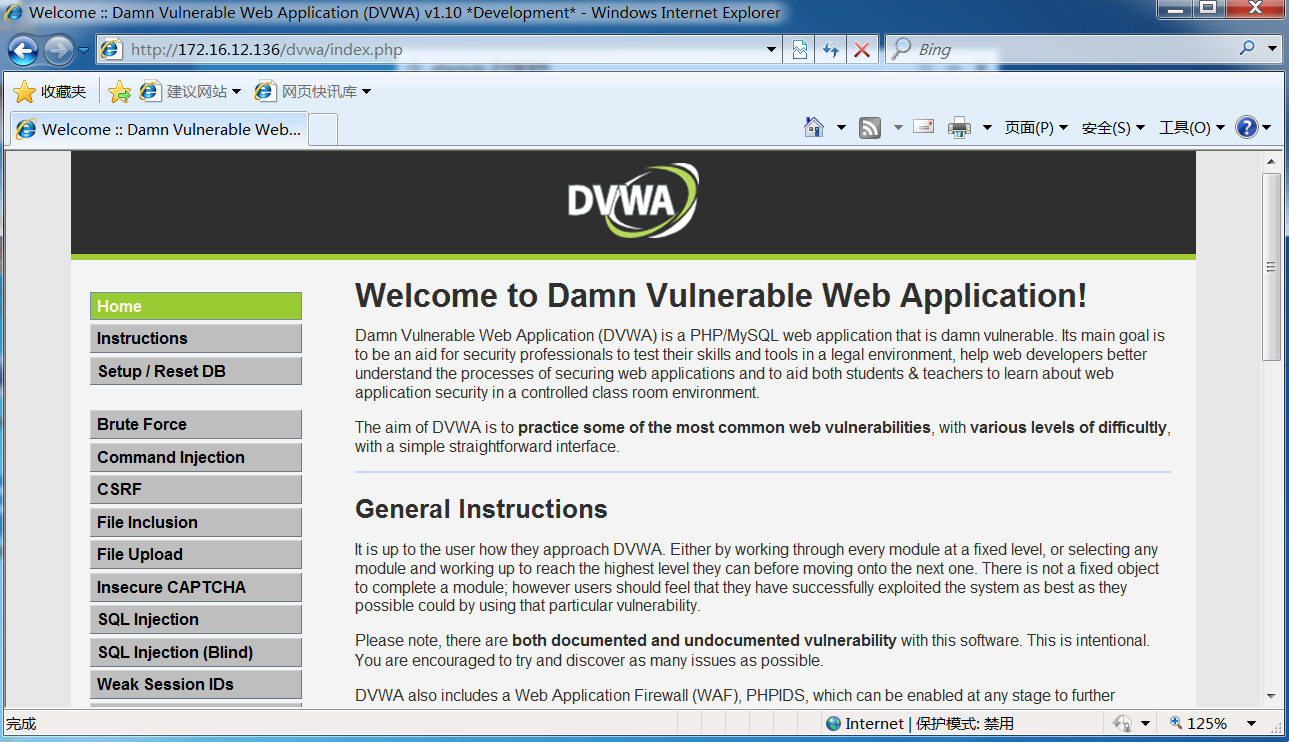 Welcome :: Damn Vulnerable Web Application (DVWA) v1.10 *Development* - Windows Internet Explorer
http://172.16.12.136/dvwa/index.php
Bing
收藏夹
建议网站
网页快讯库
Welcome :: Damn Vulnerable Web...
页面(P)
安全(S)
工具(O)
DVWA
Home
Instructions
Setup / Reset DB
Brute Force
Command Injection
CSRF
File Inclusion
File Upload
Insecure CAPTCHA
SQL Injection
SQL Injection (Blind)
Weak Session IDs
Welcome to Damn Vulnerable Web Application!
Damn Vulnerable Web Application (DVWA) is a PHP/MySQL web application that is damn vulnerable. Its main goal is
to be an aid for security professionals to test their skills and tools in a legal environment, help web developers better
understand the processes of securing web applications and to aid both students & teachers to learn about web
application security in a controlled class room environment.
The aim of DVWA is to practice some of the most common web vulnerabilities, with various levels of difficultly,
with a simple straightforward interface.
General Instructions
It is up to the user how they approach DVWA. Either by working through every module at a fixed level, or selecting any
module and working up to reach the highest level they can before moving onto the next one. There is not a fixed object
to complete a module; however users should feel that they have successfully exploited the system as best as they
possible could by using that particular vulnerability.
Please note, there are both documented and undocumented vulnerability with this software. This is intentional.
You are encouraged to try and discover as many issues as possible.
DVWA also includes a Web Application Firewall (WAF), PHPIDS, which can be enabled at any stage to further
完成
Internet | 保护模式: 禁用
125%